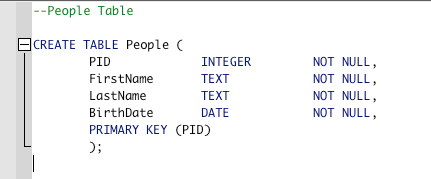 --People Table
CREATE TABLE People (
PID INTEGER NOT NULL,
FirstName TEXT NOT NULL,
LastName TEXT NOT NULL,
BirthDate DATE NOT NULL,
PRIMARY KEY (PID)
);